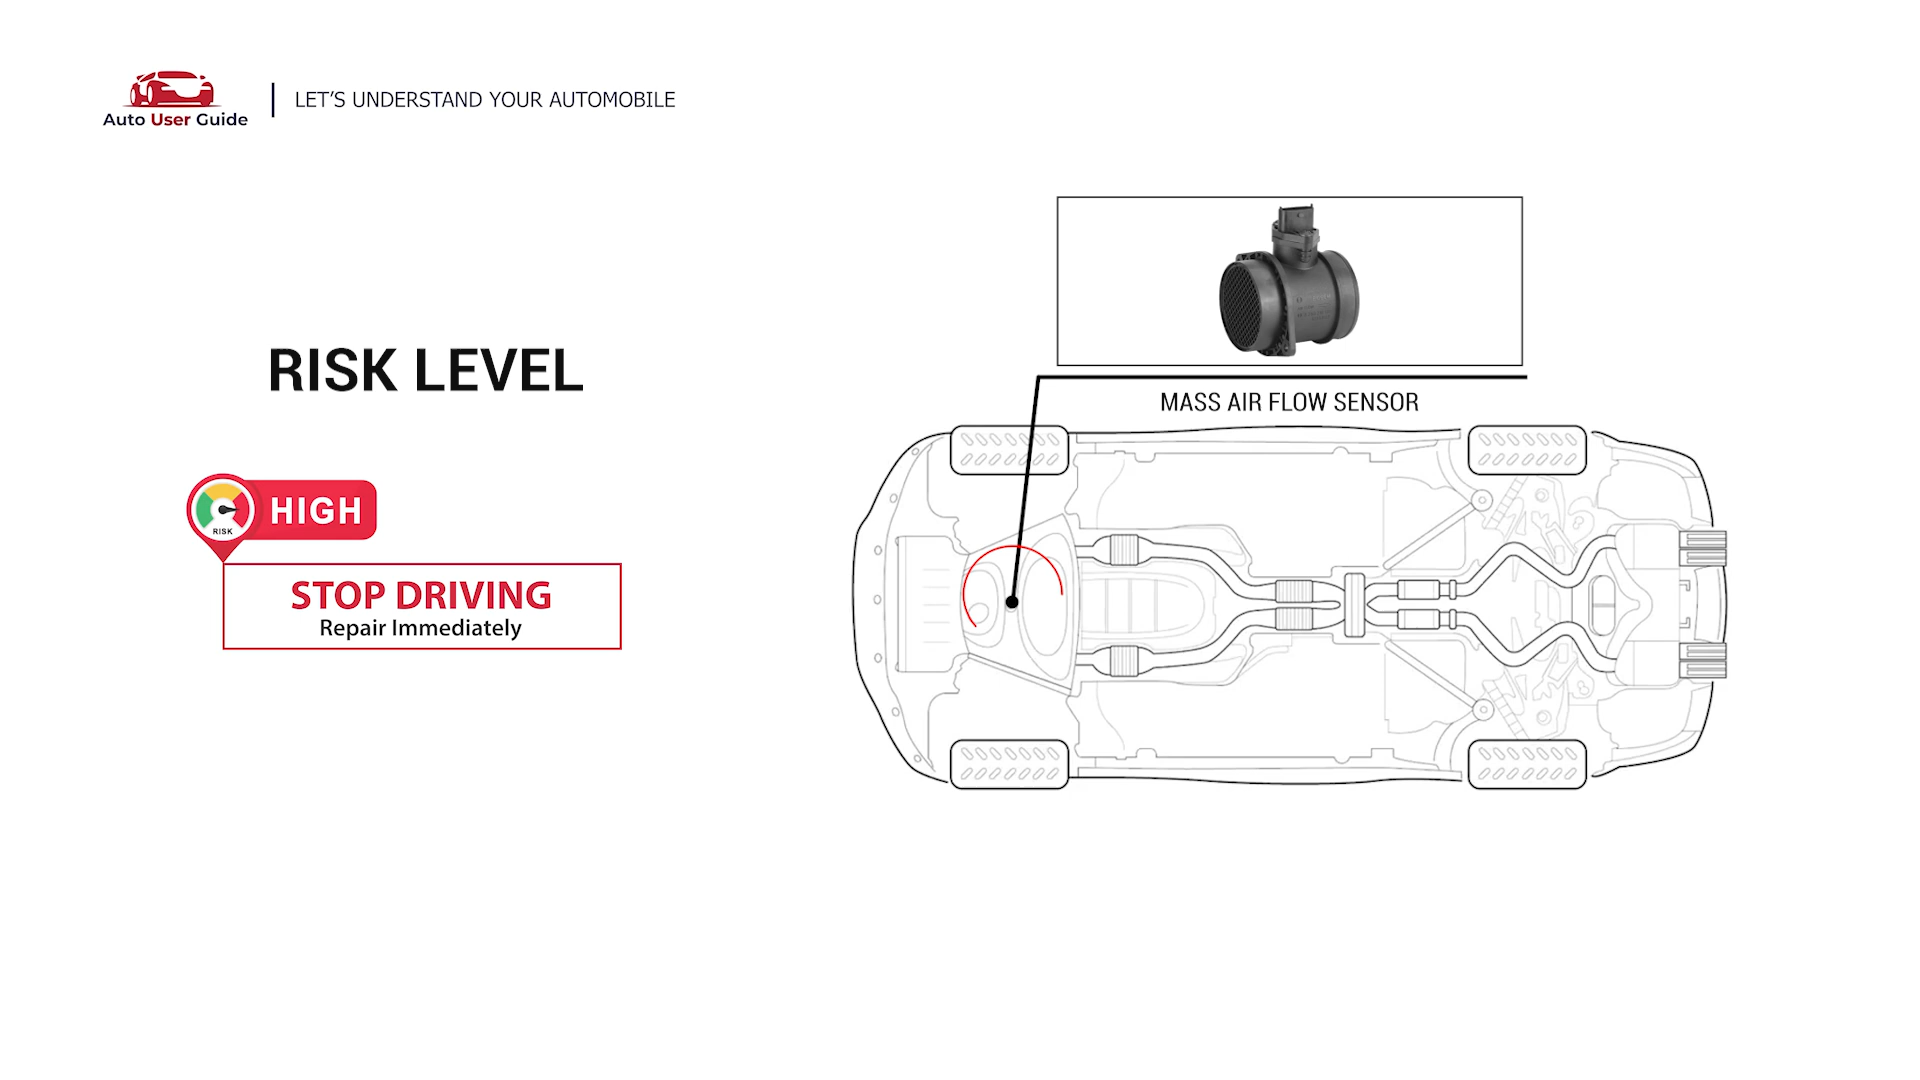 Auto User Guide
LET'S UNDERSTAND YOUR AUTOMOBILE
MASS AIR FLOW SENSOR
RISK LEVEL
RISK
HIGH
STOP DRIVING
Repair Immediately